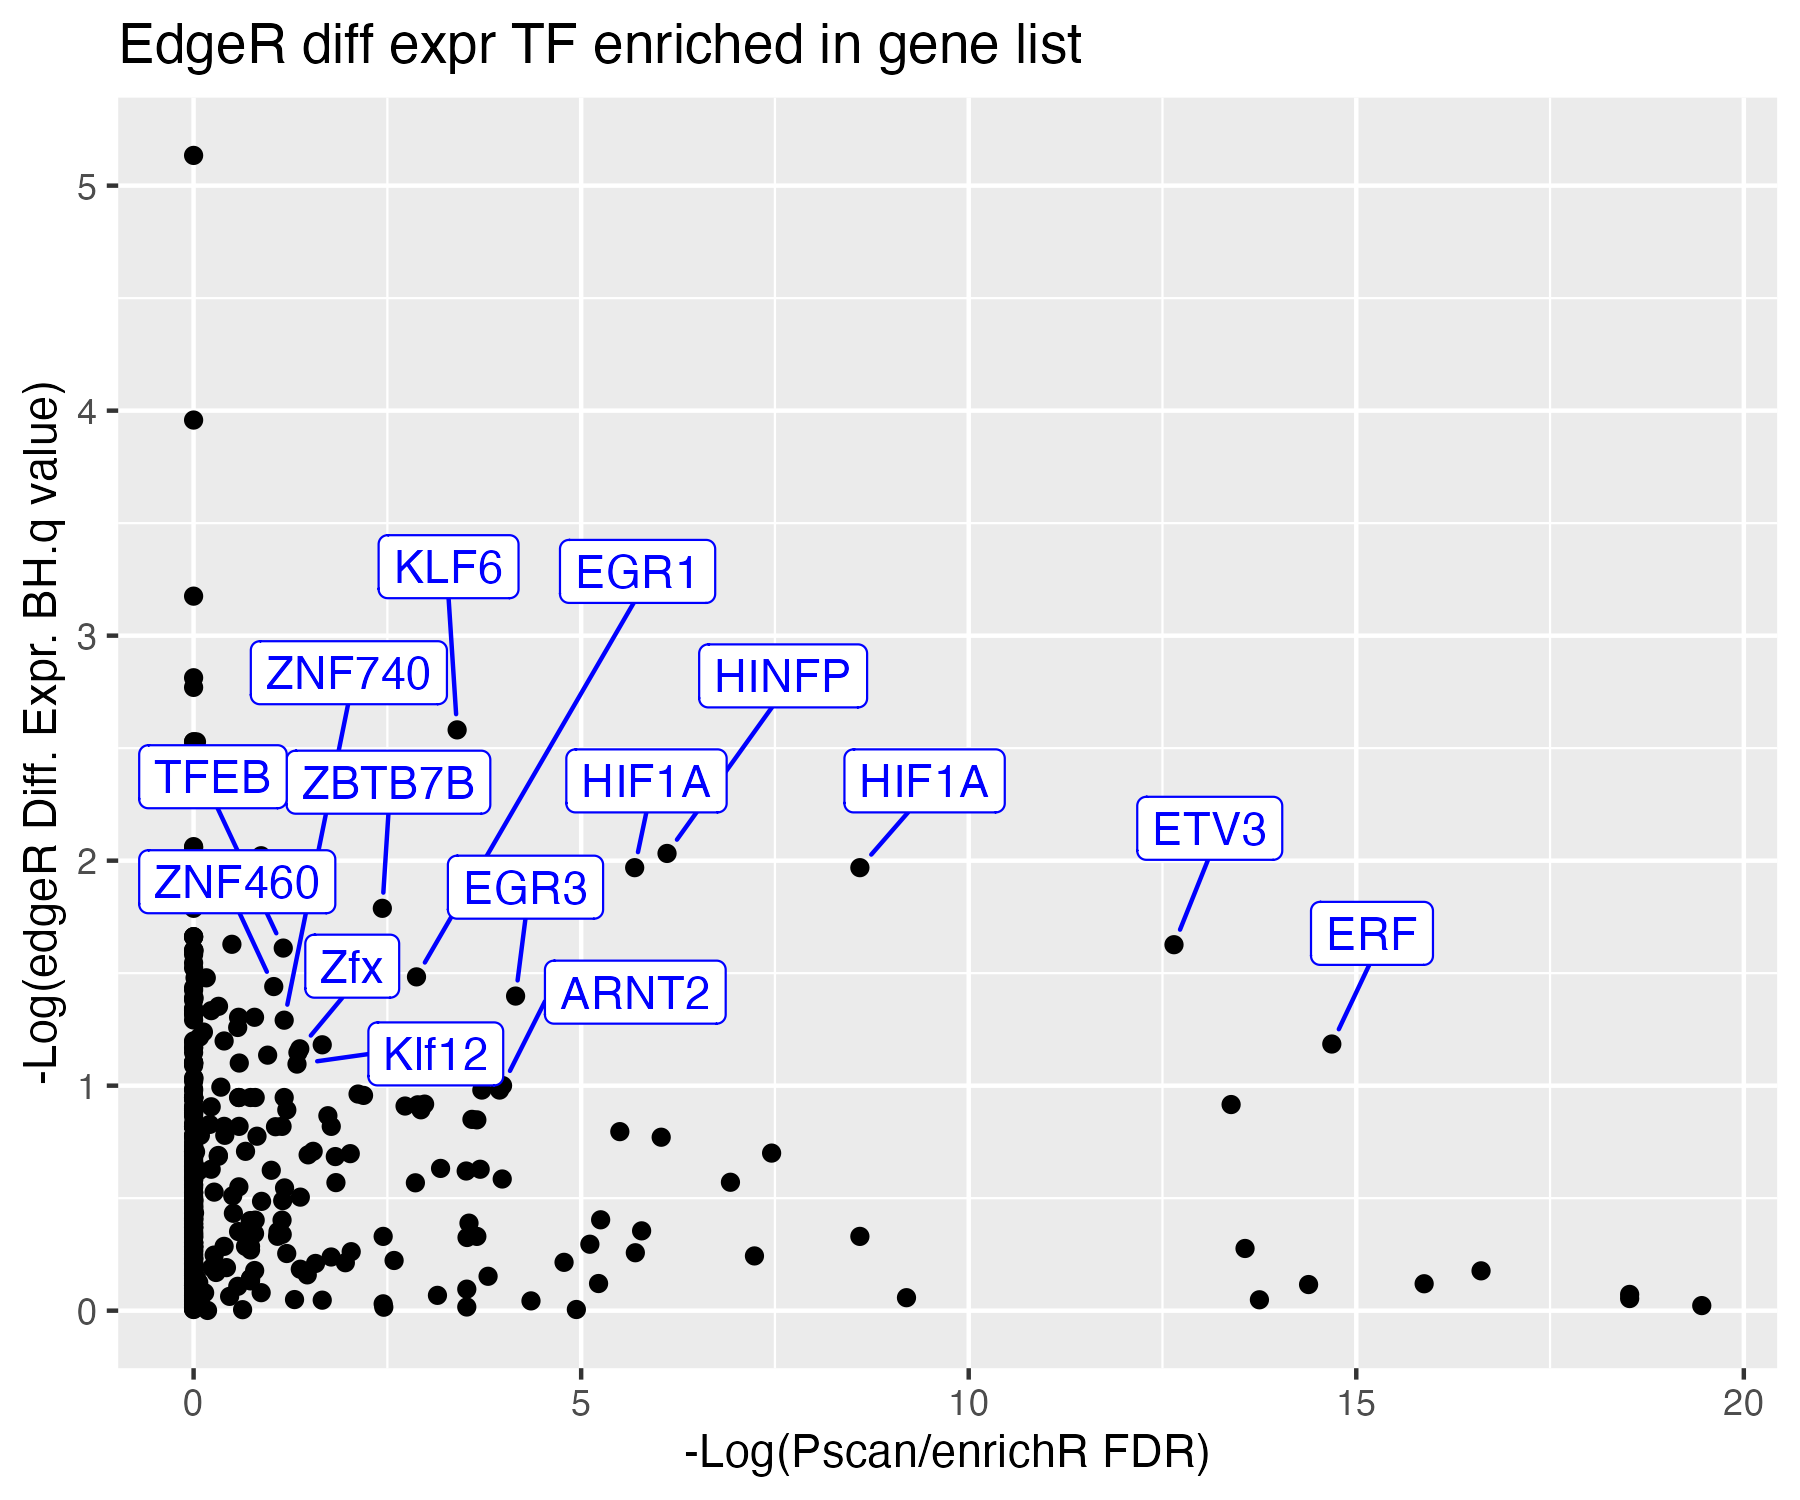 EdgeR diff expr TF enriched in gene list
-Log(edgeR Diff. Expr. BH.q value)
5
4
3
2
1
0
KLF6
EGR1
ZNF740
HINFP
TFEB
ZBTB7B
HIF1A
HIF1A
ETV3
ZNF460
EGR3
ERF
Zfx
ARNT2
Klf12
0
5
10
15
20
-Log(Pscan/enrichR FDR)